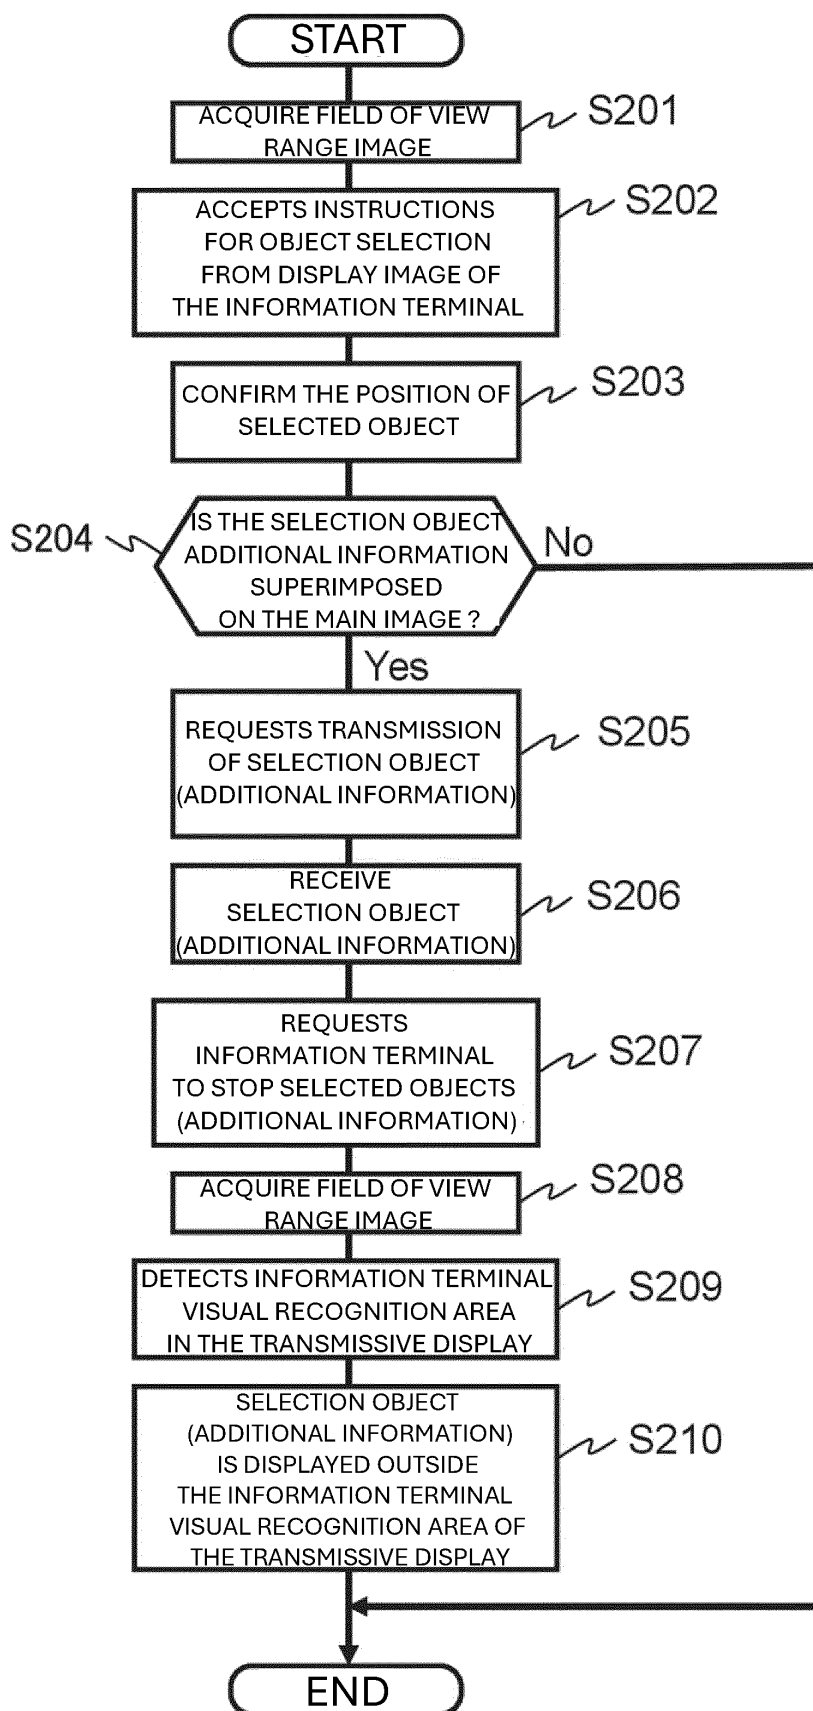 START
ACQUIRE FIELD OF VIEW
RANGE IMAGE
S201
ACCEPTS INSTRUCTIONS
FOR OBJECT SELECTION
FROM DISPLAY IMAGE OF
THE INFORMATION TERMINAL
S202
CONFIRM THE POSITION OF
SELECTED OBJECT
S203
S204
IS THE SELECTION OBJECT
ADDITIONAL INFORMATION
SUPERIMPOSED
ON THE MAIN IMAGE ?
No
Yes
REQUESTS TRANSMISSION
OF SELECTION OBJECT
(ADDITIONAL INFORMATION)
S205
RECEIVE
SELECTION OBJECT
(ADDITIONAL INFORMATION)
S206
REQUESTS
INFORMATION TERMINAL
TO STOP SELECTED OBJECTS
(ADDITIONAL INFORMATION)
S207
ACQUIRE FIELD OF VIEW
RANGE IMAGE
S208
DETECTS INFORMATION TERMINAL
VISUAL RECOGNITION AREA
IN THE TRANSMISSIVE DISPLAY
S209
SELECTION OBJECT
(ADDITIONAL INFORMATION)
IS DISPLAYED OUTSIDE
THE INFORMATION TERMINAL
VISUAL RECOGNITION AREA OF
THE TRANSMISSIVE DISPLAY
S210
END